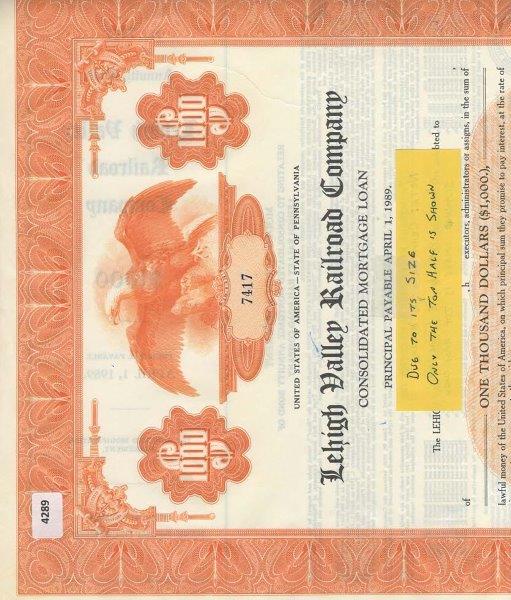 $1000
$1000
7417
UNITED STATES OF AMERICA—STATE OF PENNSYLVANIA
Lehigh Valley Railroad Company
CONSOLIDATED MORTGAGE LOAN
PRINCIPAL PAYABLE APRIL 1, 1989.
DUE TO ITS SIZE
ONLY THE TOP HALF IS SHOWN
The LEHIG
bted to
of
executors, administrators or assigns, in the sum of
ONE THOUSAND DOLLARS ($1,000.),
lawful money of the United States of America, on which principal sum they promise to pay interest, at the rate of
4289